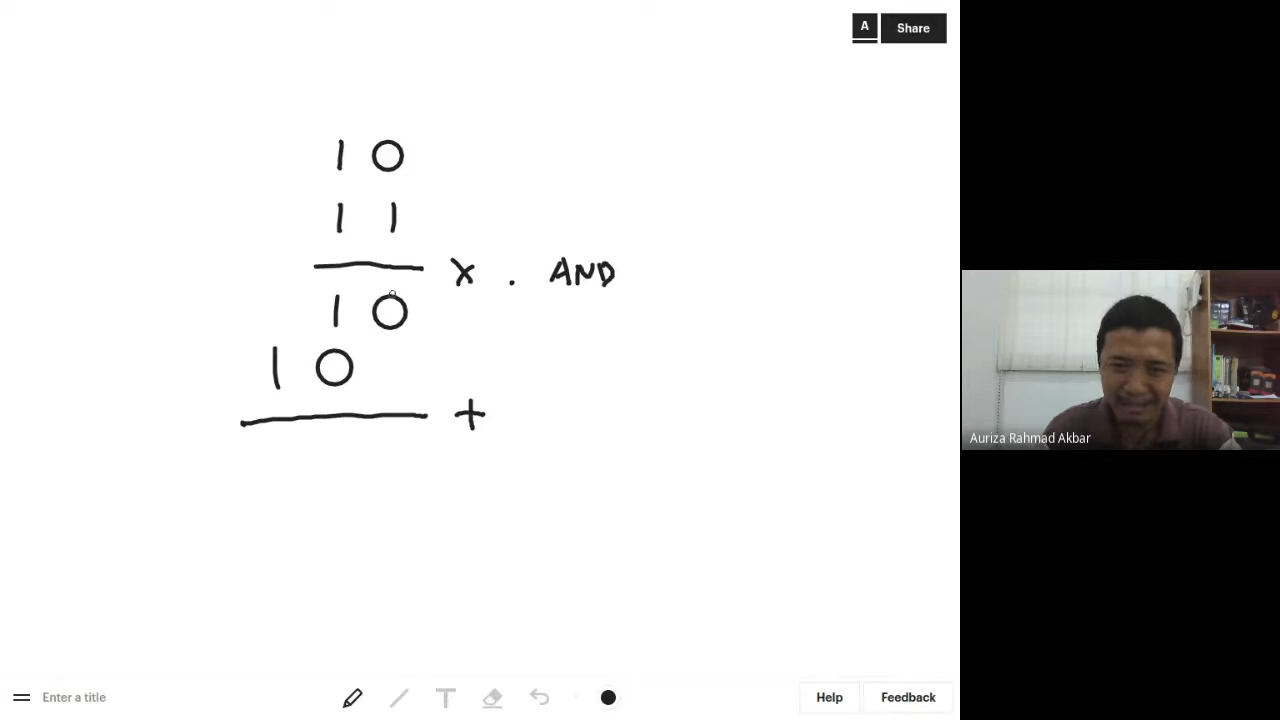 A Share
1 0
1 1
x . AND
1 0
1 0
+
Auriza Rahmad Akbar
Enter a title
T
Help Feedback